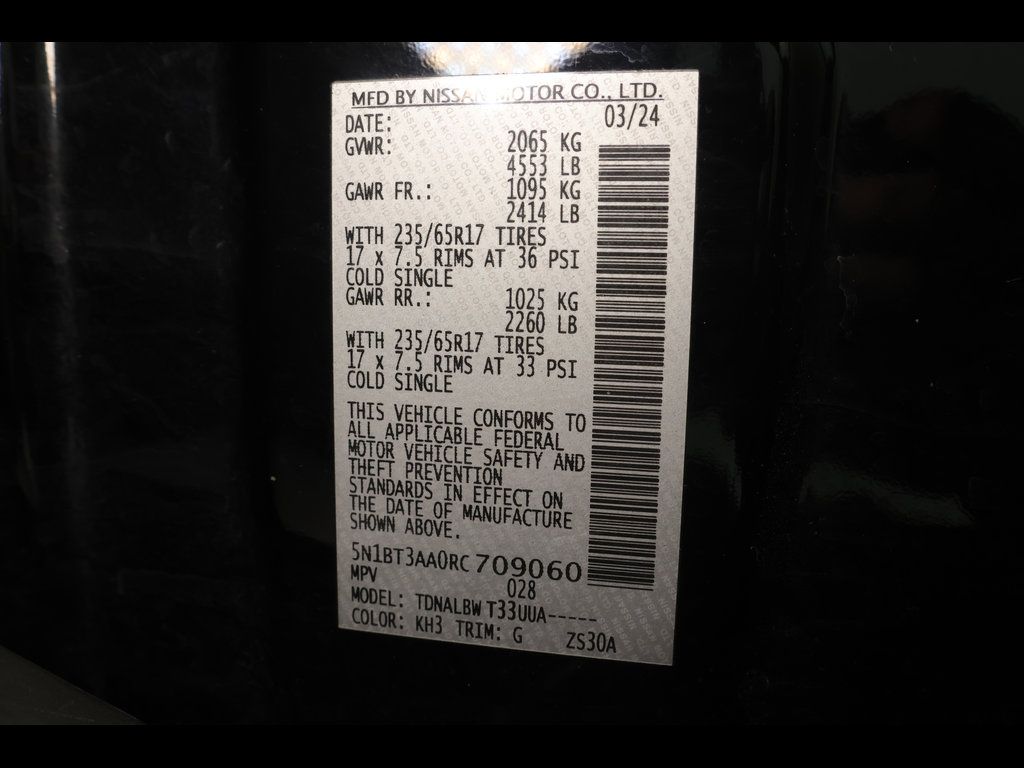 MFD BY NISSAN MOTOR CO., LTD.
DATE: 03/24
GVWR: 2065 KG
4553 LB
GAWR FR.: 1095 KG
2414 LB
WITH 235/65R17 TIRES
17 x 7.5 RIMS AT 36 PSI
COLD SINGLE
GAWR RR.: 1025 KG
2260 LB
WITH 235/65R17 TIRES
17 x 7.5 RIMS AT 33 PSI
COLD SINGLE
THIS VEHICLE CONFORMS TO
ALL APPLICABLE FEDERAL
MOTOR VEHICLE SAFETY AND
THEFT PREVENTION
STANDARDS IN EFFECT ON
THE DATE OF MANUFACTURE
SHOWN ABOVE.
5N1BT3AA0RC 709060
MPV 028
MODEL: TDNALBW T33UUA-----
COLOR: KH3 TRIM: G ZS30A